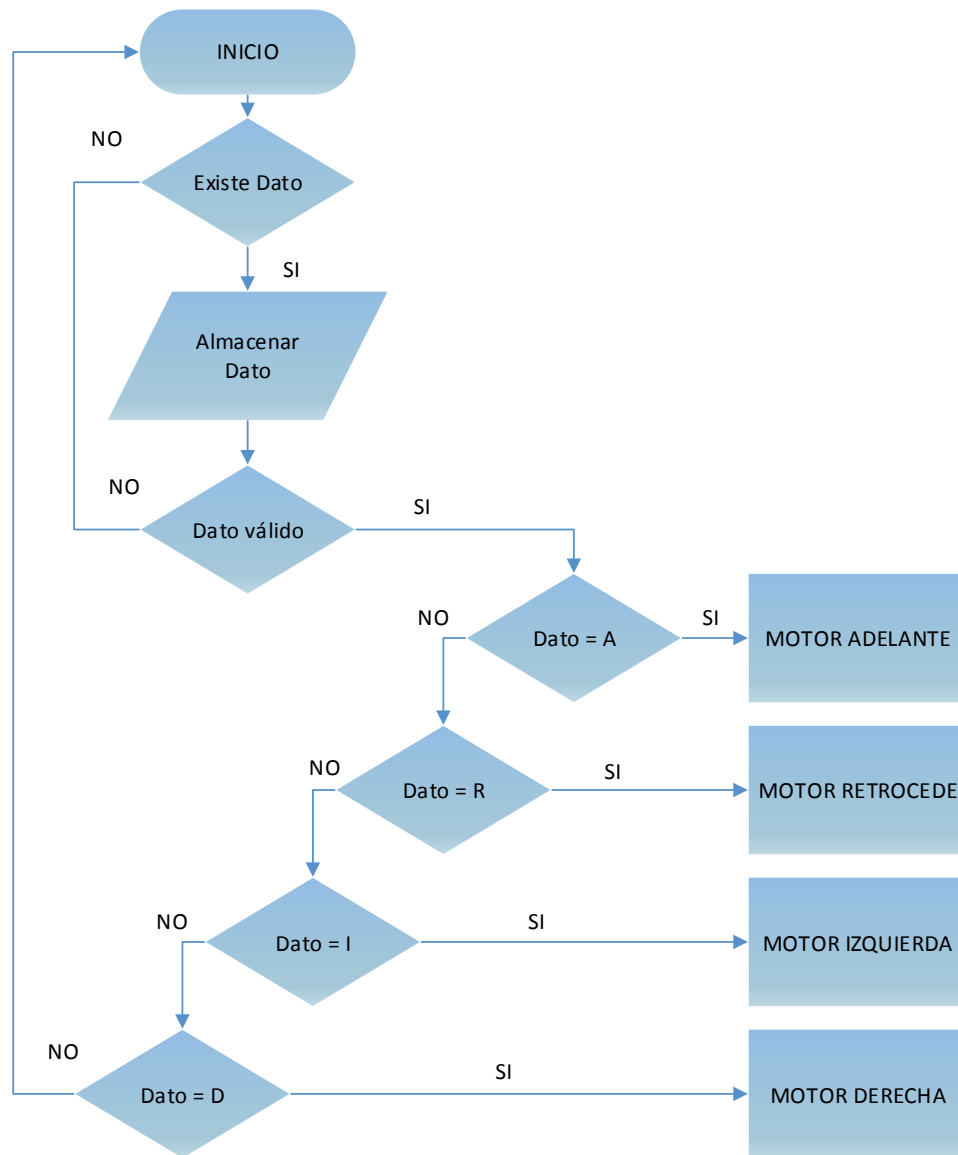 INICIO
NO
Existe Dato
SI
Almacenar
Dato
NO
Dato válido
SI
NO
Dato = A
SI
MOTOR ADELANTE
NO
Dato = R
SI
MOTOR RETROCEDE
NO
Dato = I
SI
MOTOR IZQUIERDA
NO
Dato = D
SI
MOTOR DERECHA